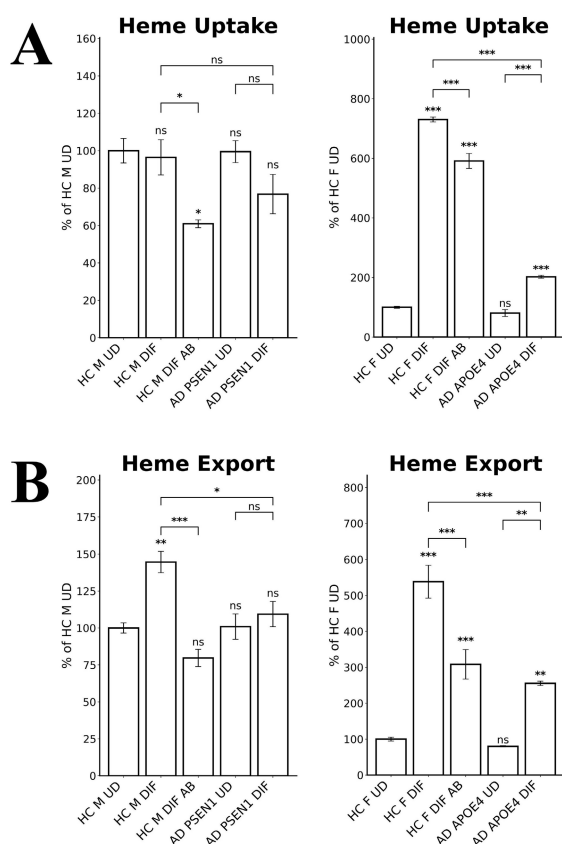 A
Heme Uptake
% of HC M UD
160
140
120
100
80
60
40
20
0
ns
ns
*
ns
*
ns
ns
HC M UD
HC M DIF
HC M DIF AB
AD PSEN1 UD
AD PSEN1 DIF
Heme Uptake
% of HC F UD
1000
800
600
400
200
0
***
***
***
***
***
ns
***
HC F UD
HC F DIF
HC F DIF AB
AD APOE4 UD
AD APOE4 DIF
B
Heme Export
% of HC M UD
200
175
150
125
100
75
50
25
0
*
ns
***
**
ns
ns
ns
HC M UD
HC M DIF
HC M DIF AB
AD PSEN1 UD
AD PSEN1 DIF
Heme Export
% of HC F UD
800
700
600
500
400
300
200
100
0
***
**
***
***
***
ns
**
HC F UD
HC F DIF
HC F DIF AB
AD APOE4 UD
AD APOE4 DIF